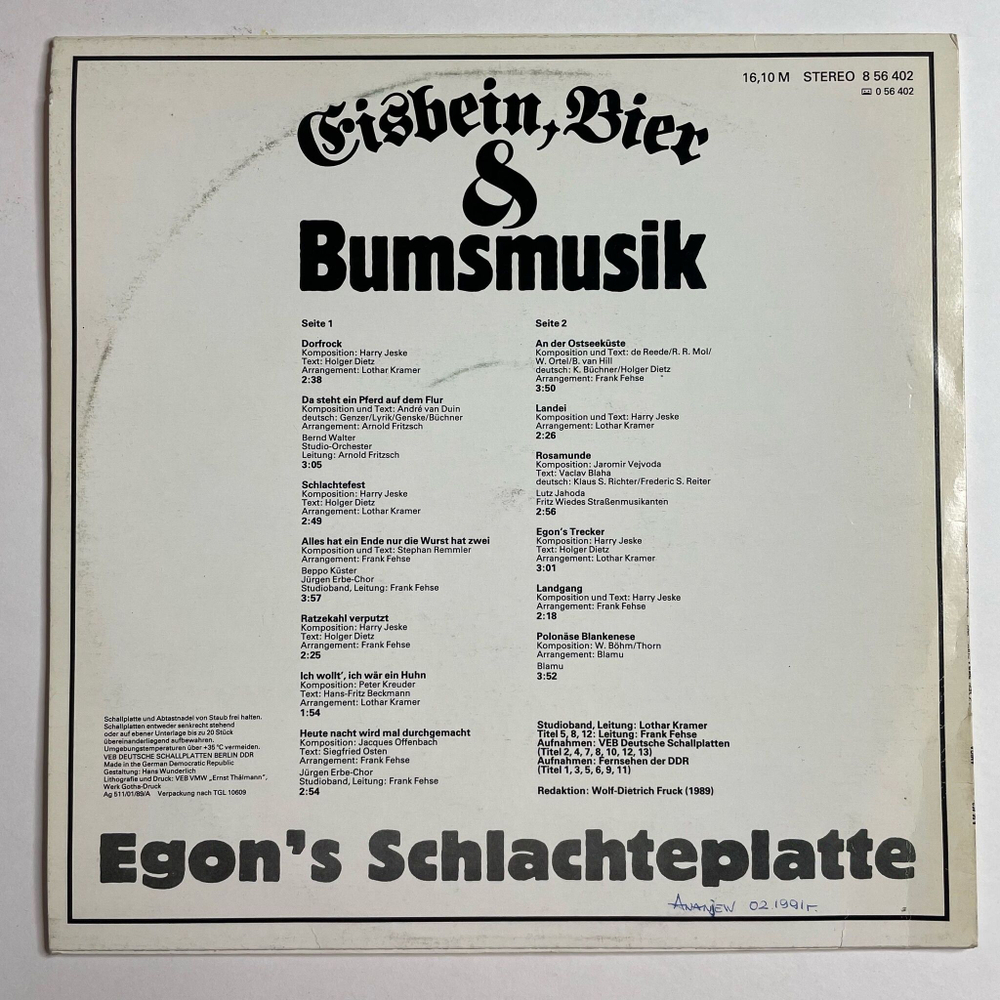 16,10 M STEREO 8 56 402
0 56 402
Eisbein, Bier
&
Bumsmusik
Seite 1
Dorfrock
Komposition: Harry Jeske
Text: Holger Dietz
Arrangement: Lothar Kramer
2:38
Da steht ein Pferd auf dem Flur
Komposition und Text: André van Duin
deutsch: Genzer/Lyrik/Genske/Büchner
Arrangement: Arnold Fritzsch
Bernd Walter
Studio-Orchester
Leitung: Arnold Fritzsch
3:05
Schlachtefest
Komposition: Harry Jeske
Text: Holger Dietz
Arrangement: Lothar Kramer
2:49
Alles hat ein Ende nur die Wurst hat zwei
Komposition und Text: Stephan Remmler
Arrangement: Frank Fehse
Beppo Küster
Jürgen Erbe-Chor
Studioband, Leitung: Frank Fehse
3:57
Ratzekahl verputzt
Komposition: Harry Jeske
Text: Holger Dietz
Arrangement: Frank Fehse
2:25
Ich wollt', ich wär ein Huhn
Komposition: Peter Kreuder
Text: Hans-Fritz Beckmann
Arrangement: Lothar Kramer
1:54
Heute nacht wird mal durchgemacht
Komposition: Jacques Offenbach
Text: Siegfried Osten
Arrangement: Frank Fehse
Jürgen Erbe-Chor
Studioband, Leitung: Frank Fehse
2:54
Seite 2
An der Ostseeküste
Komposition und Text: de Reede/R. R. Mol/
W. Ortel/B. van Hill
deutsch: K. Büchner/Holger Dietz
Arrangement: Frank Fehse
3:50
Landei
Komposition und Text: Harry Jeske
Arrangement: Lothar Kramer
2:26
Rosamunde
Komposition: Jaromir Vejvoda
Text: Vaclav Blaha
deutsch: Klaus S. Richter/Frederic S. Reiter
Lutz Jahoda
Fritz Wiedes Straßenmusikanten
2:56
Egon's Trecker
Komposition: Harry Jeske
Text: Holger Dietz
Arrangement: Lothar Kramer
3:01
Landgang
Komposition und Text: Harry Jeske
Arrangement: Frank Fehse
2:18
Polonäse Blankenese
Komposition: W. Böhm/Thorn
Arrangement: Blamu
Blamu
3:52
Studioband, Leitung: Lothar Kramer
Titel 5, 8, 12: Leitung: Frank Fehse
Aufnahmen: VEB Deutsche Schallplatten
(Titel 2, 4, 7, 8, 10, 12, 13)
Aufnahmen: Fernsehen der DDR
(Titel 1, 3, 5, 6, 9, 11)
Redaktion: Wolf-Dietrich Fruck (1989)
Schallplatte und Abtastnadel von Staub frei halten.
Schallplatten entweder senkrecht stehend
oder auf ebener Unterlage bis zu 20 Stück
übereinanderliegend aufbewahren.
Umgebungstemperaturen über +35 °C vermeiden.
VEB DEUTSCHE SCHALLPLATTEN BERLIN DDR
Made in the German Democratic Republic
Gestaltung: Hans Wunderlich
Lithografie und Druck: VEB VMW „Ernst Thälmann",
Werk Gotha-Druck
Ag 511/01/89/A Verpackung nach TGL 10609
Egon's Schlachteplatte
Ananjew 02.1991г.